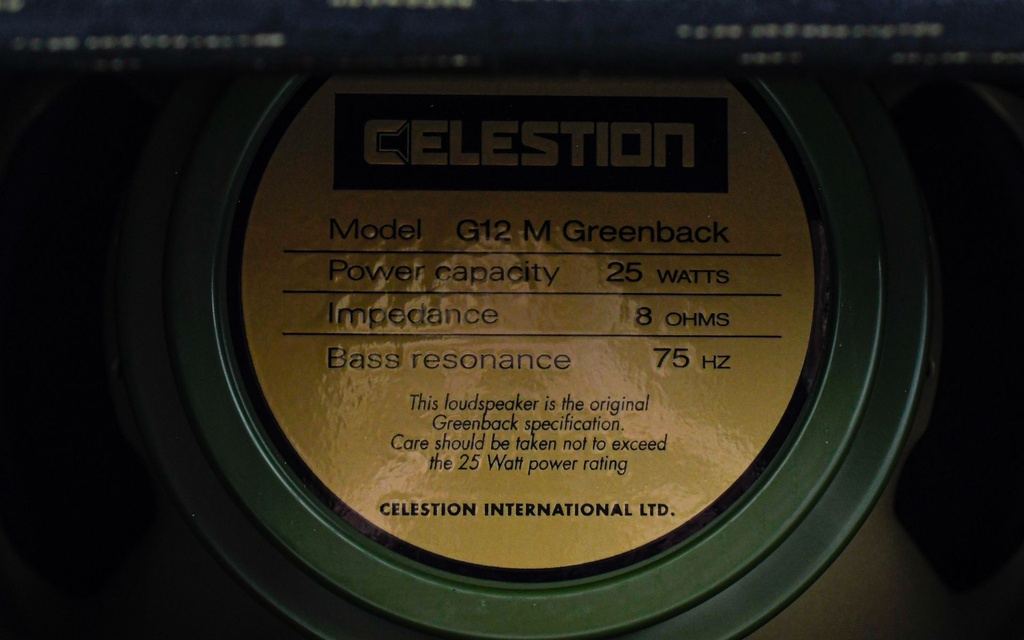 CELESTION
Model G12 M Greenback
Power capacity 25 WATTS
Impedance 8 OHMS
Bass resonance 75 HZ
This loudspeaker is the original
Greenback specification.
Care should be taken not to exceed
the 25 Watt power rating
CELESTION INTERNATIONAL LTD.